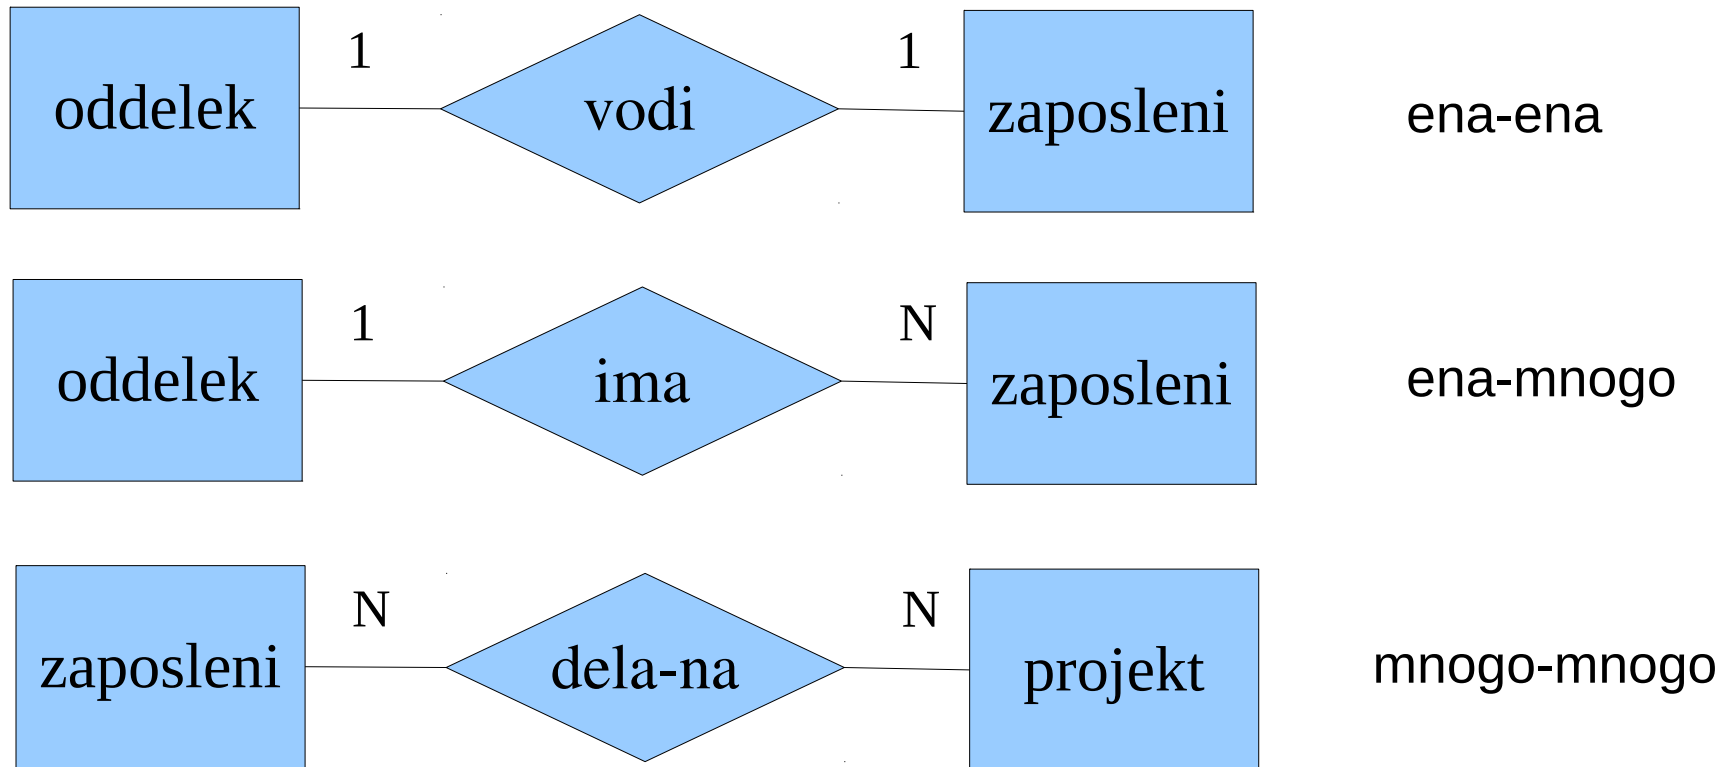 1 1
oddelek vodi zaposleni ena-ena
1 N
oddelek ima zaposleni ena-mnogo
N N
zaposleni dela-na projekt mnogo-mnogo